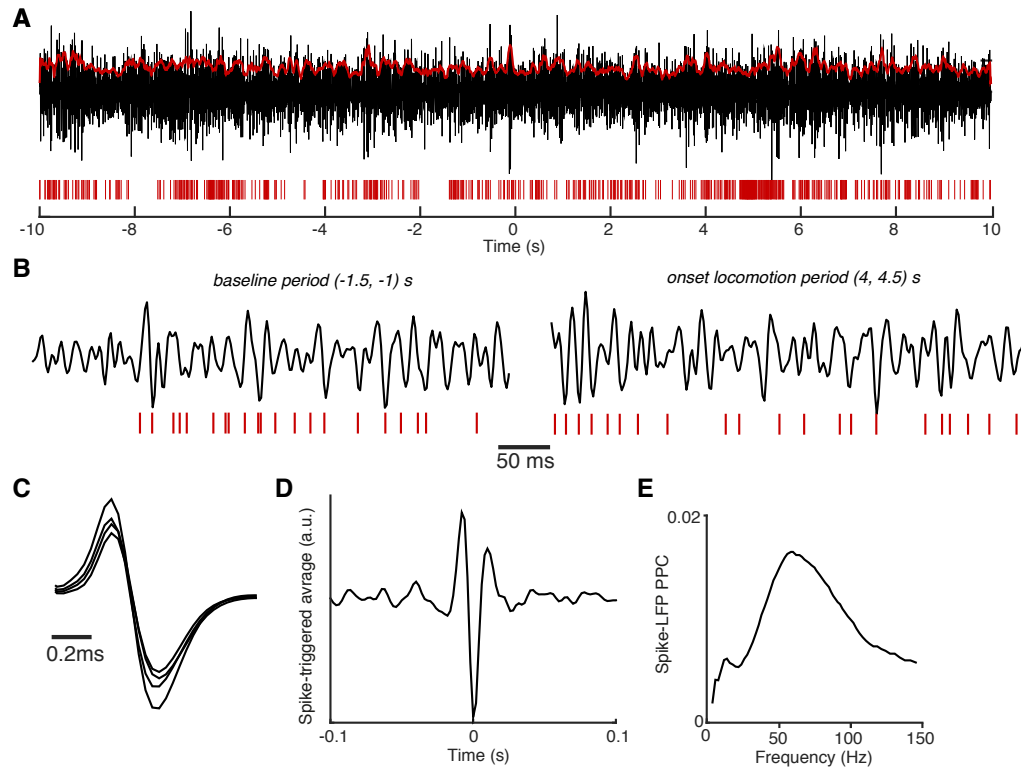 A
-10 -8 -6 -4 -2 0 2 4 6 8 10
Time (s)
B
baseline period (-1.5, -1) s
onset locomotion period (4, 4.5) s
50 ms
C
0.2ms
D
Spike-triggered avrage (a.u.)
-0.1 0 0.1
Time (s)
E
0.02
Spike-LFP PPC
0
0 50 100 150
Frequency (Hz)